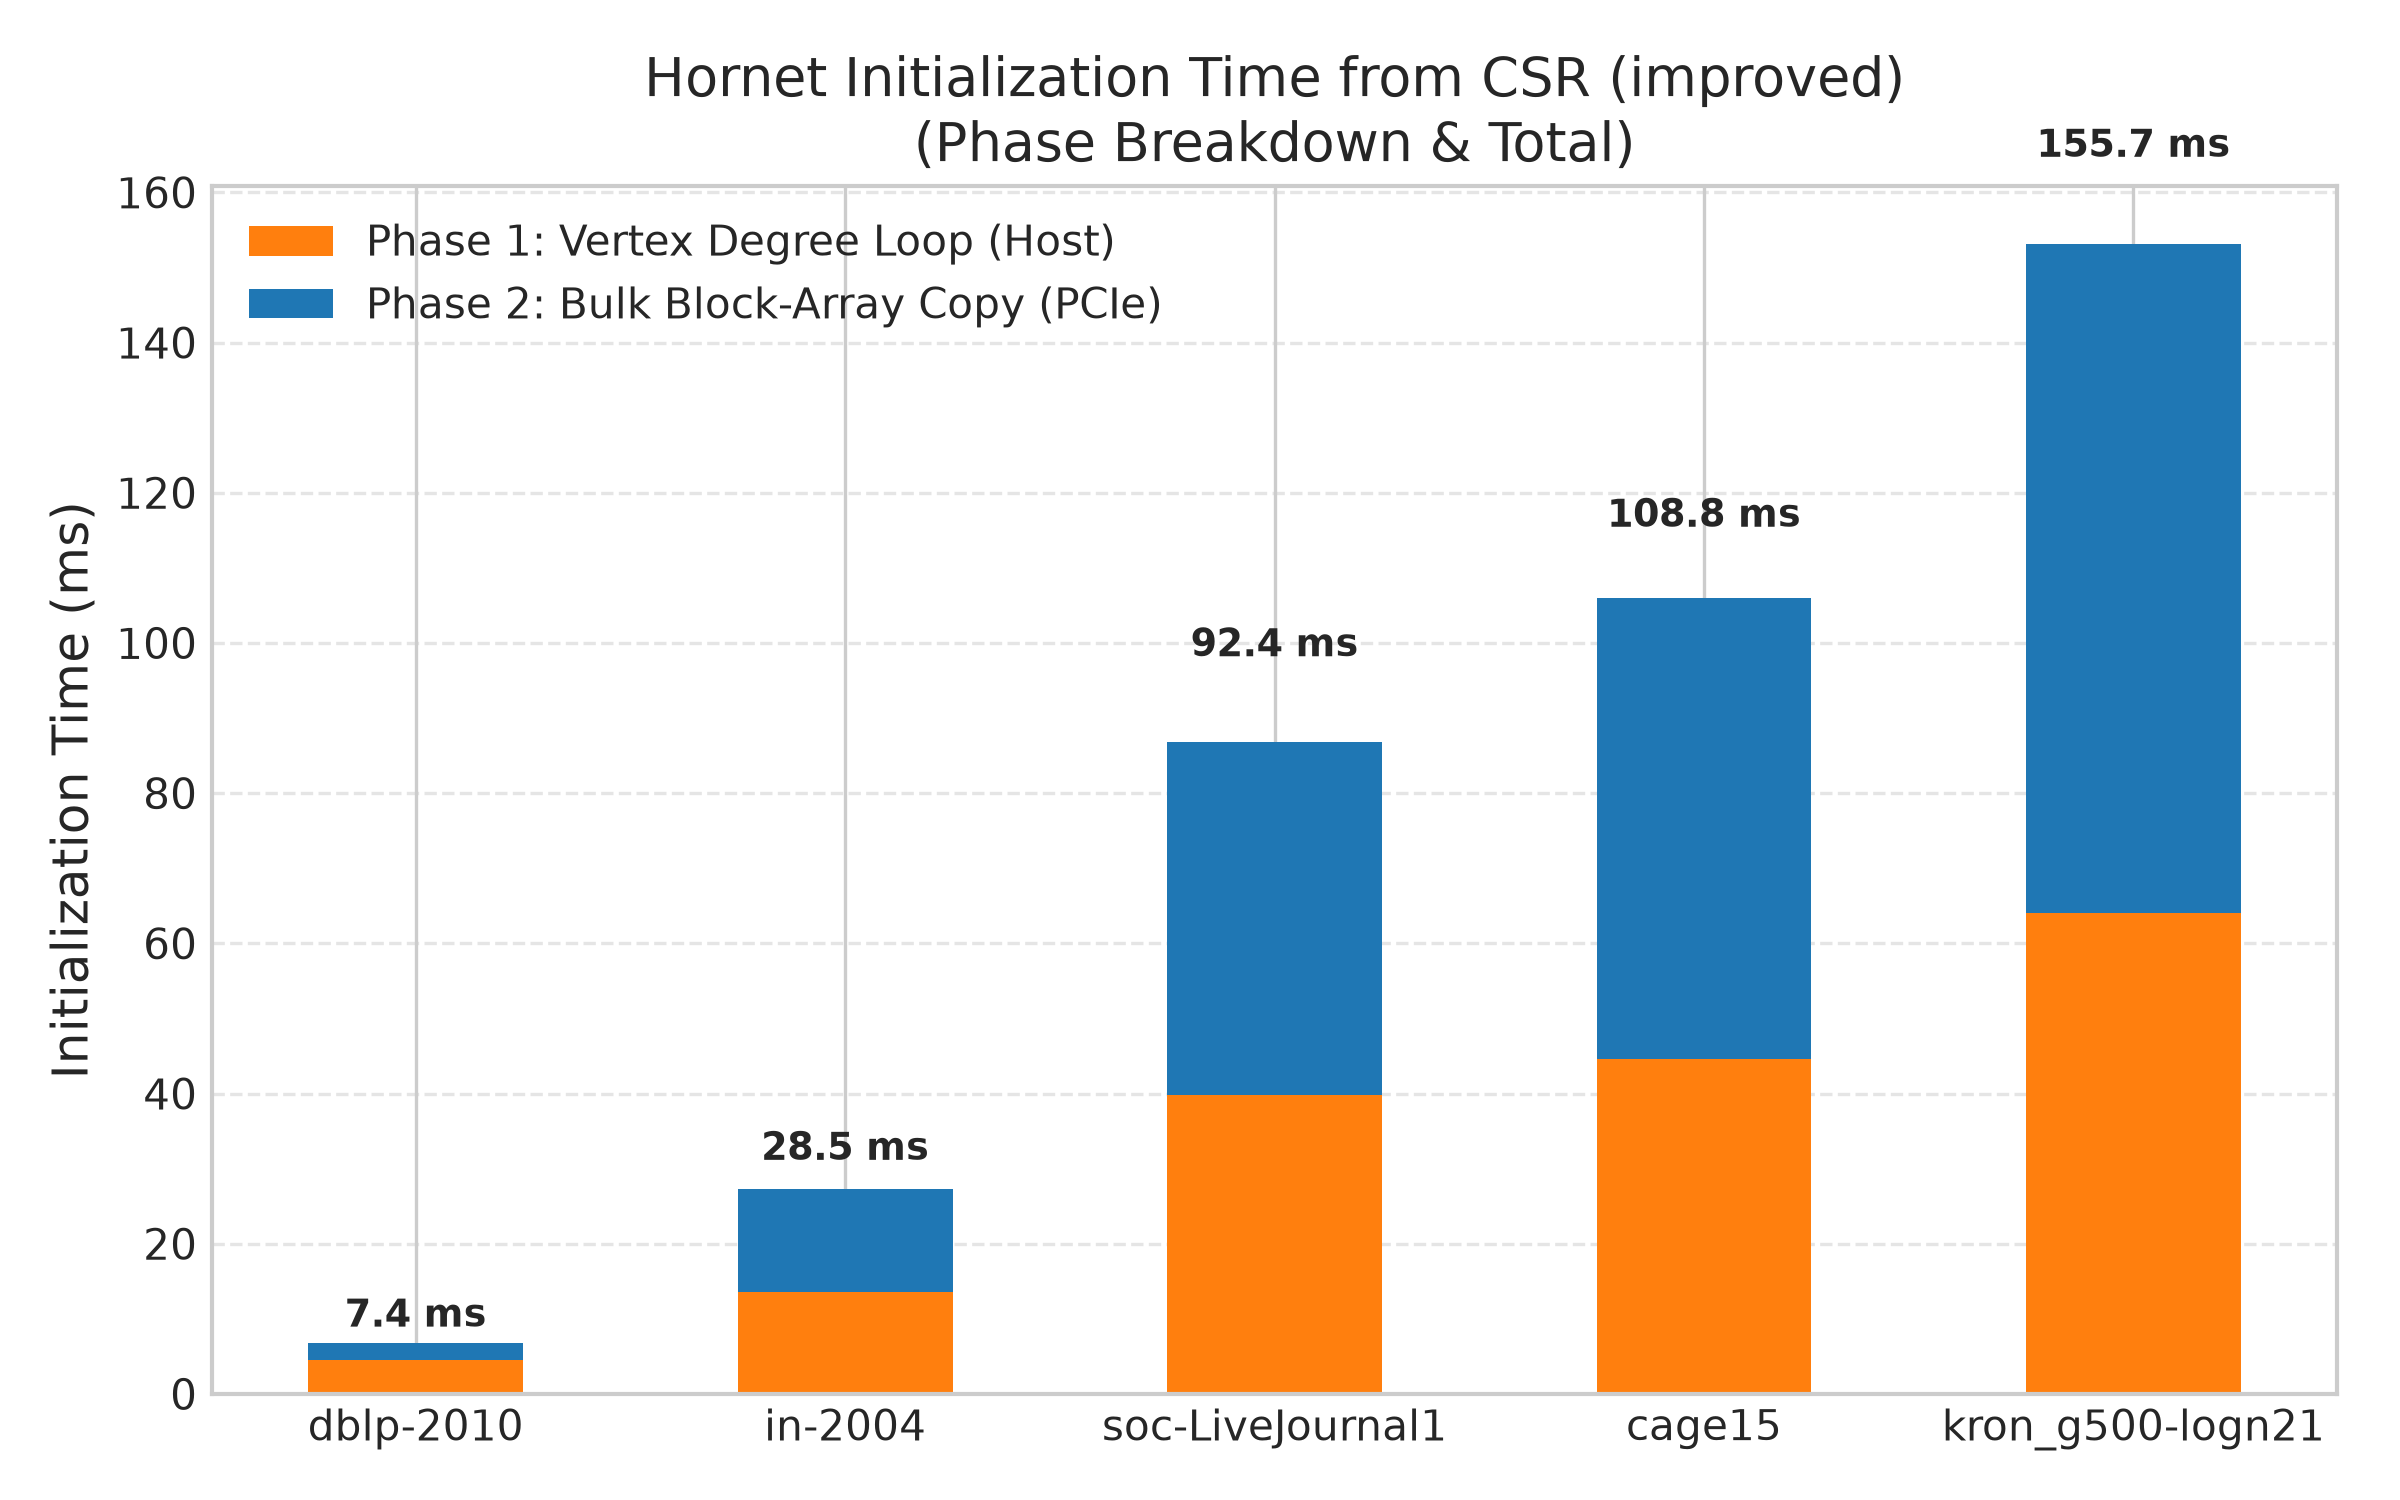 Hornet Initialization Time from CSR (improved)
(Phase Breakdown & Total)
155.7 ms
160
Phase 1: Vertex Degree Loop (Host)
Phase 2: Bulk Block-Array Copy (PCIe)
140
120
108.8 ms
100
92.4 ms
80
60
40
28.5 ms
20
7.4 ms
0
Initialization Time (ms)
dblp-2010
in-2004
soc-LiveJournal1
cage15
kron_g500-logn21